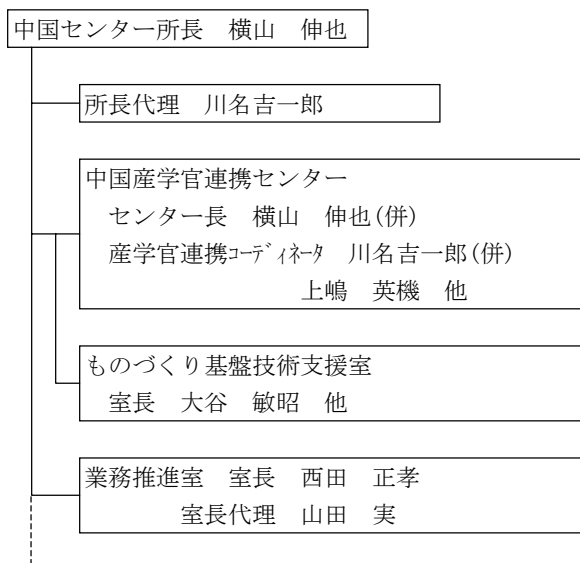 中国センター所長　横山　伸也
所長代理　川名吉一郎
中国産学官連携センター
センター長　横山　伸也(併)
産学官連携ｺｰﾃﾞｨﾈｰﾀ　川名吉一郎(併)
上嶋　英機　他
ものづくり基盤技術支援室
室長　大谷　敏昭　他
業務推進室　室長　西田　正孝
室長代理　山田　実